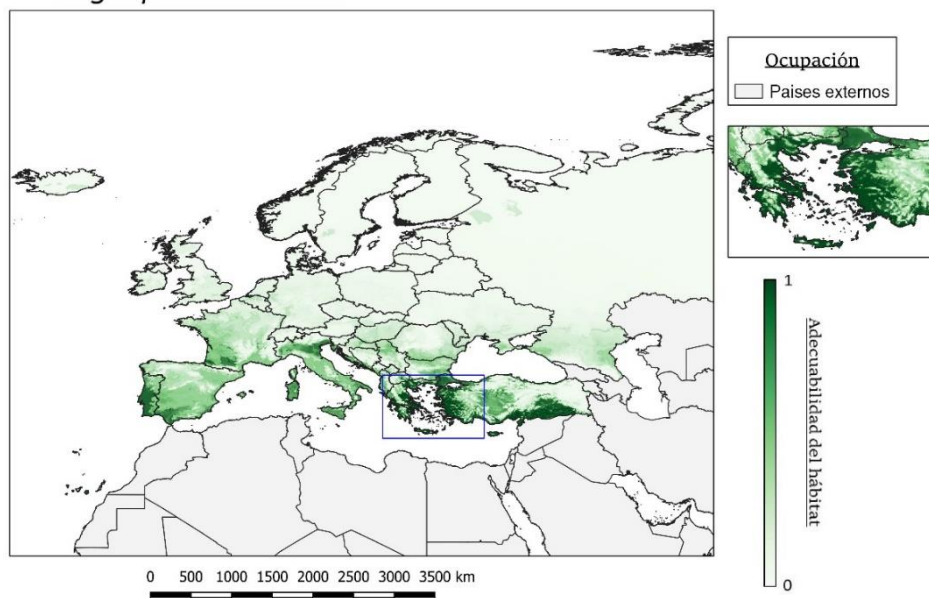 Ocupación
Paises externos
1
Adecuabilidad del hábitat
0
0 500 1000 1500 2000 2500 3000 3500 km